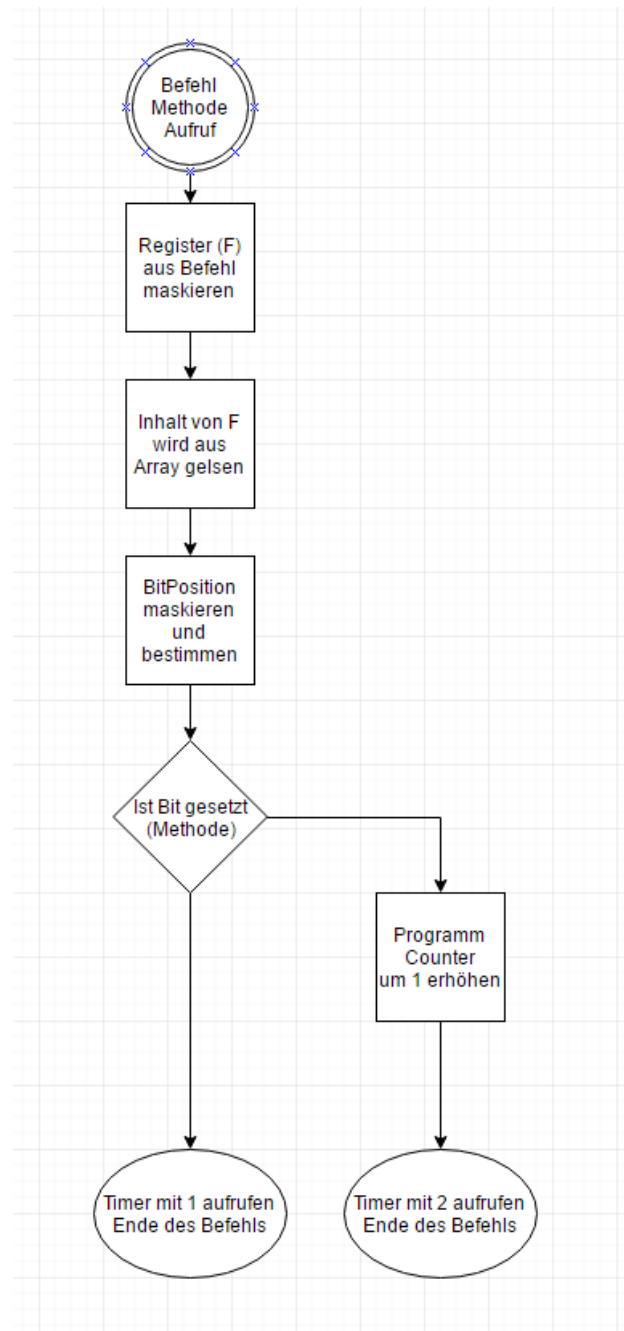 Befehl
Methode
Aufruf
Register (F)
aus Befehl
maskieren
Inhalt von F
wird aus
Array gelsen
BitPosition
maskieren
und
bestimmen
Ist Bit gesetzt
(Methode)
Programm
Counter
um 1 erhöhen
Timer mit 1 aufrufen
Ende des Befehls
Timer mit 2 aufrufen
Ende des Befehls